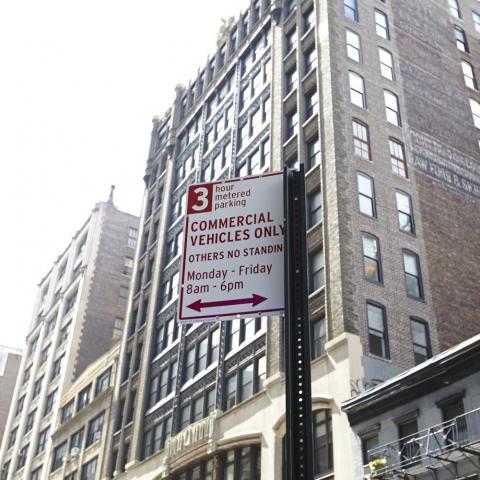 3 hour
metered
parking
COMMERCIAL
VEHICLES ONLY
OTHERS NO STANDIN
Monday - Friday
8am - 6pm